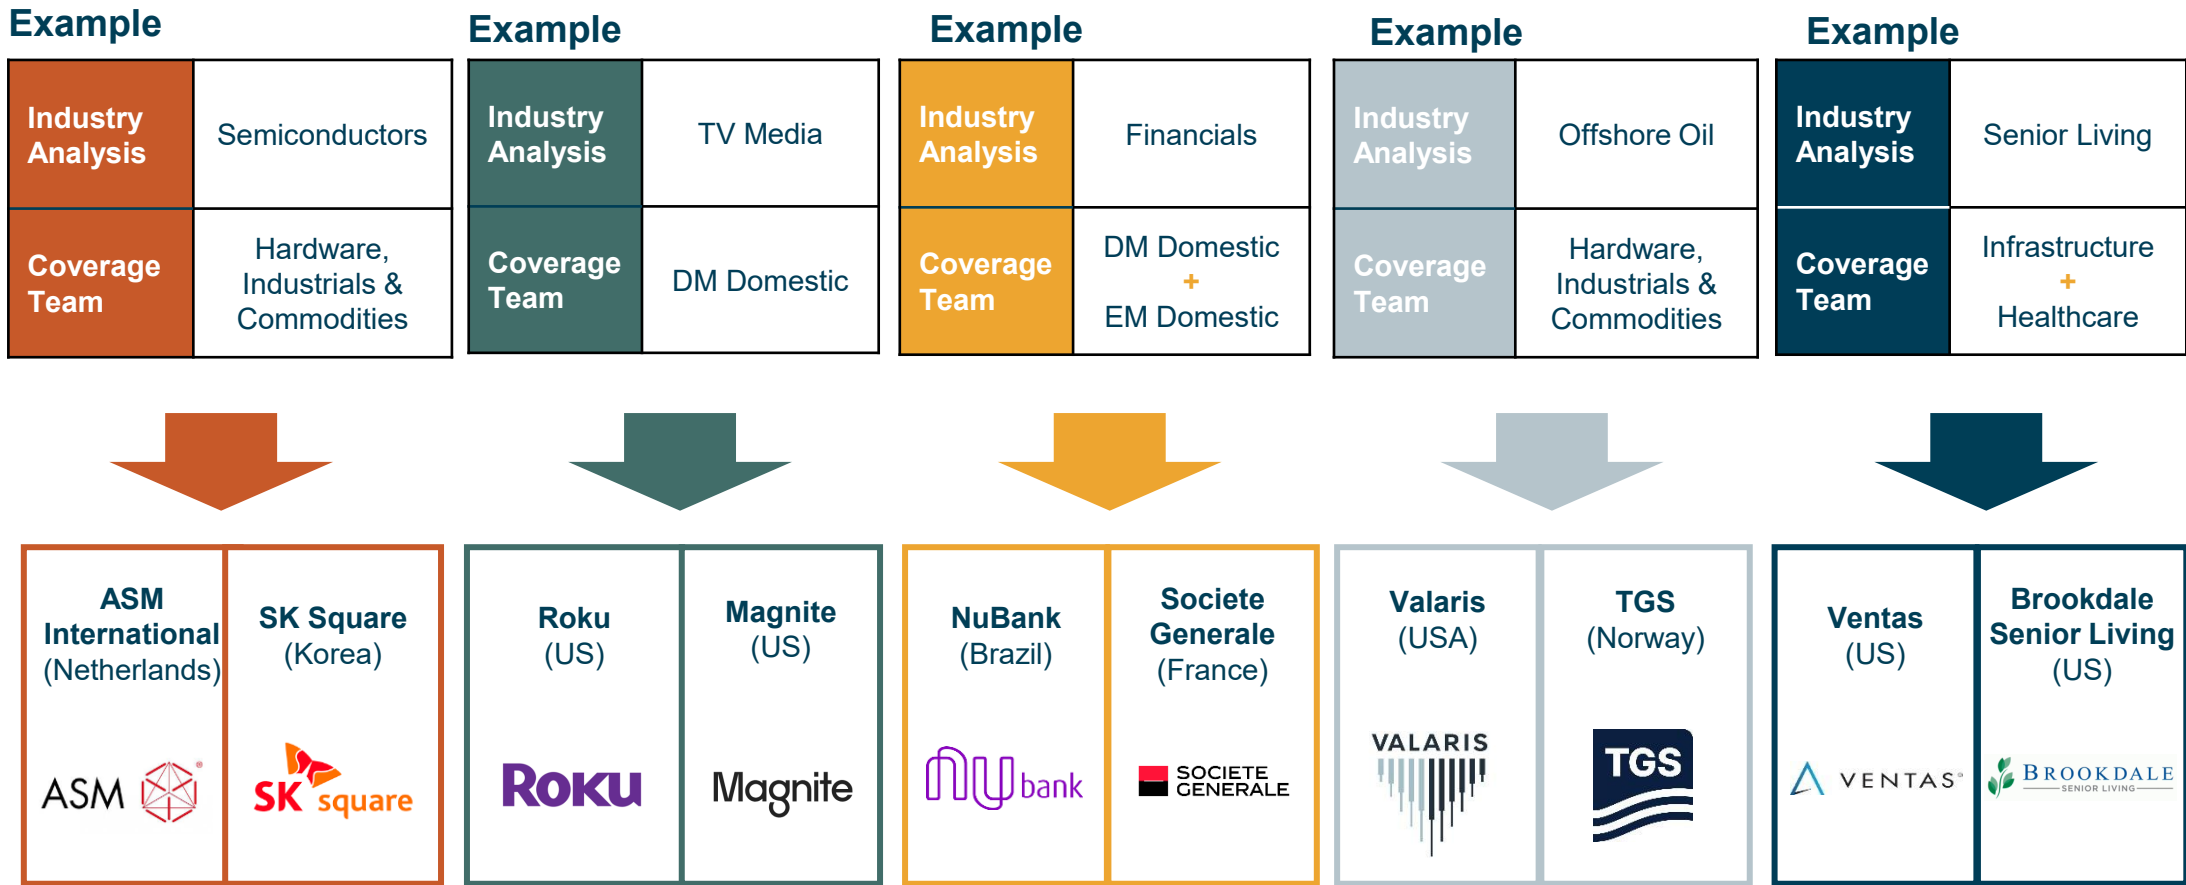 Example
Industry
Analysis
Semiconductors
Coverage
Team
Hardware,
Industrials &
Commodities
ASM
International
(Netherlands)
ASM
®
SK Square
(Korea)
SK square
Example
Industry
Analysis
TV Media
Coverage
Team
DM Domestic
Roku
(US)
ROKU
Magnite
(US)
Magnite
Example
Industry
Analysis
Financials
Coverage
Team
DM Domestic
+
EM Domestic
NuBank
(Brazil)
nu bank
Societe
Generale
(France)
SOCIETE
GENERALE
Example
Industry
Analysis
Offshore Oil
Coverage
Team
Hardware,
Industrials &
Commodities
Valaris
(USA)
VALARIS
TGS
(Norway)
TGS
Example
Industry
Analysis
Senior Living
Coverage
Team
Infrastructure
+
Healthcare
Ventas
(US)
VENTAS®
Brookdale
Senior Living
(US)
BROOKDALE
SENIOR LIVING